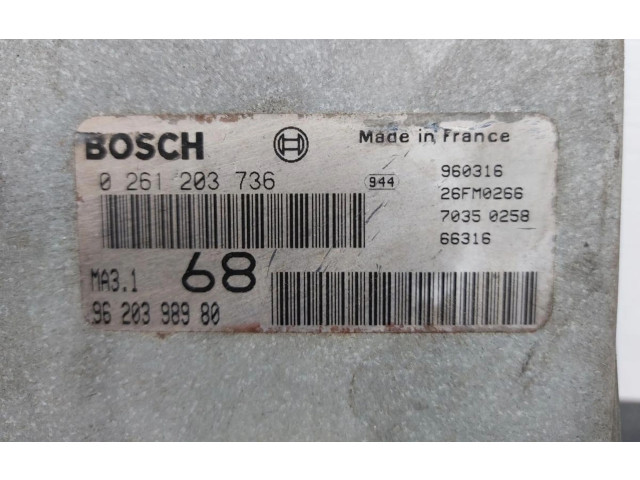 BOSCH Made in France
0 261 203 736 944 960316
26FM0266
7035 0258
66316
MA3.1 68
96 203 989 80